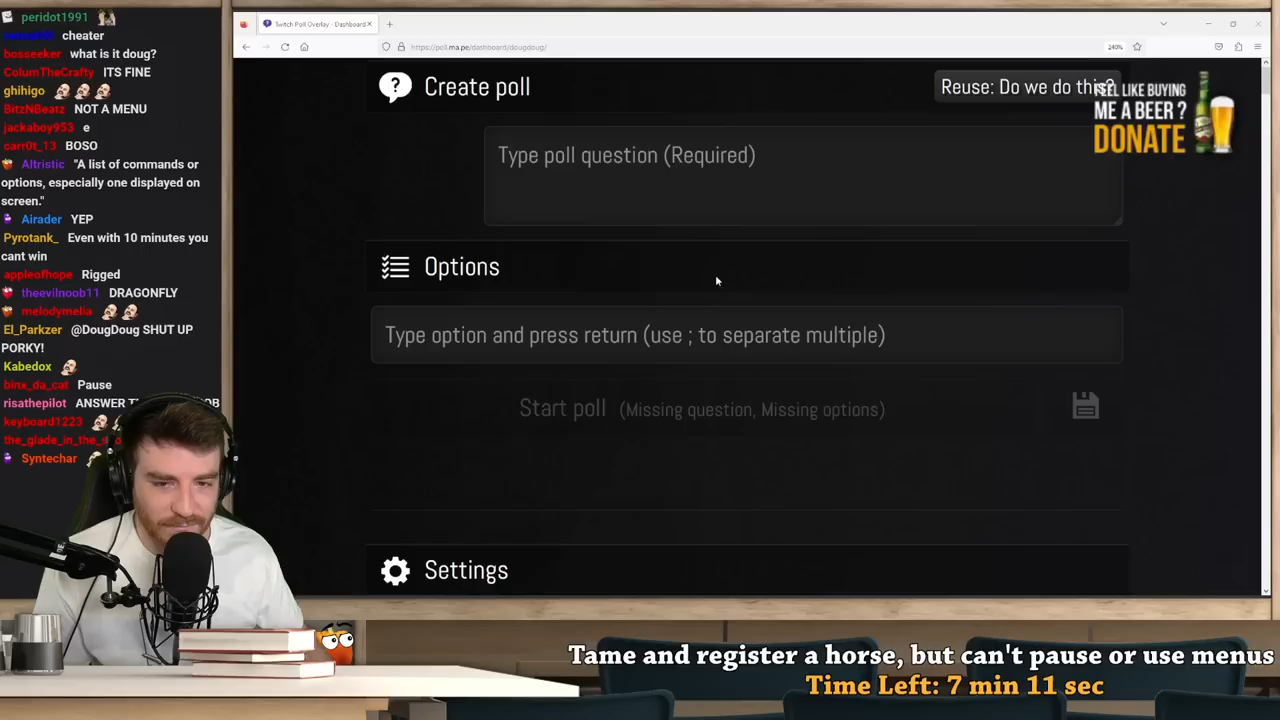 peridot1991
cheater
bosseeker what is it doug?
ColumTheCrafty ITS FINE
ghihigo
BitzNBeatz NOT A MENU
jackaboy953 e
carr0t_13 BOSO
Altristic "A list of commands or
options, especially one displayed on
screen."
Airader YEP
Pyrotank_ Even with 10 minutes you
cant win
appleofhope Rigged
theevilnoob11 DRAGONFLY
melodymelia
El_Parkzer @DougDoug SHUT UP
PORKY!
Kabedox
binx_da_cat Pause
risathepilot ANSWER
keyboard1223
Syntechar
Twitch Poll Overlay - Dashboard
https://poll.ma.pe/dashboard/dougdoug/
240%
Create poll
Reuse: Do we do this?
FEEL LIKE BUYING
ME A BEER ?
DONATE
Type poll question (Required)
Options
Type option and press return (use ; to separate multiple)
Start poll (Missing question, Missing options)
Settings
Tame and register a horse, but can't pause or use menus
Time Left: 7 min 11 sec